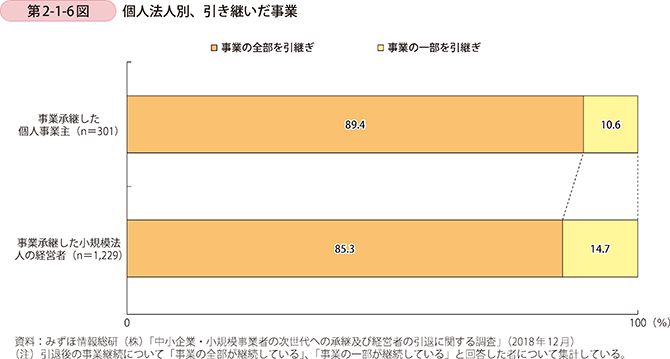 第2-1-6図 個人法人別、引き継いだ事業
■事業の全部を引継ぎ ■事業の一部を引継ぎ
事業承継した
個人事業主（n＝301）
89.4 10.6
事業承継した小規模法
人の経営者（n＝1,229）
85.3 14.7
0 100（%）
資料：みずほ情報総研（株）「中小企業・小規模事業者の次世代への承継及び経営者の引退に関する調査」（2018年12月）
（注）引退後の事業継続について「事業の全部が継続している」、「事業の一部が継続している」と回答した者について集計している。